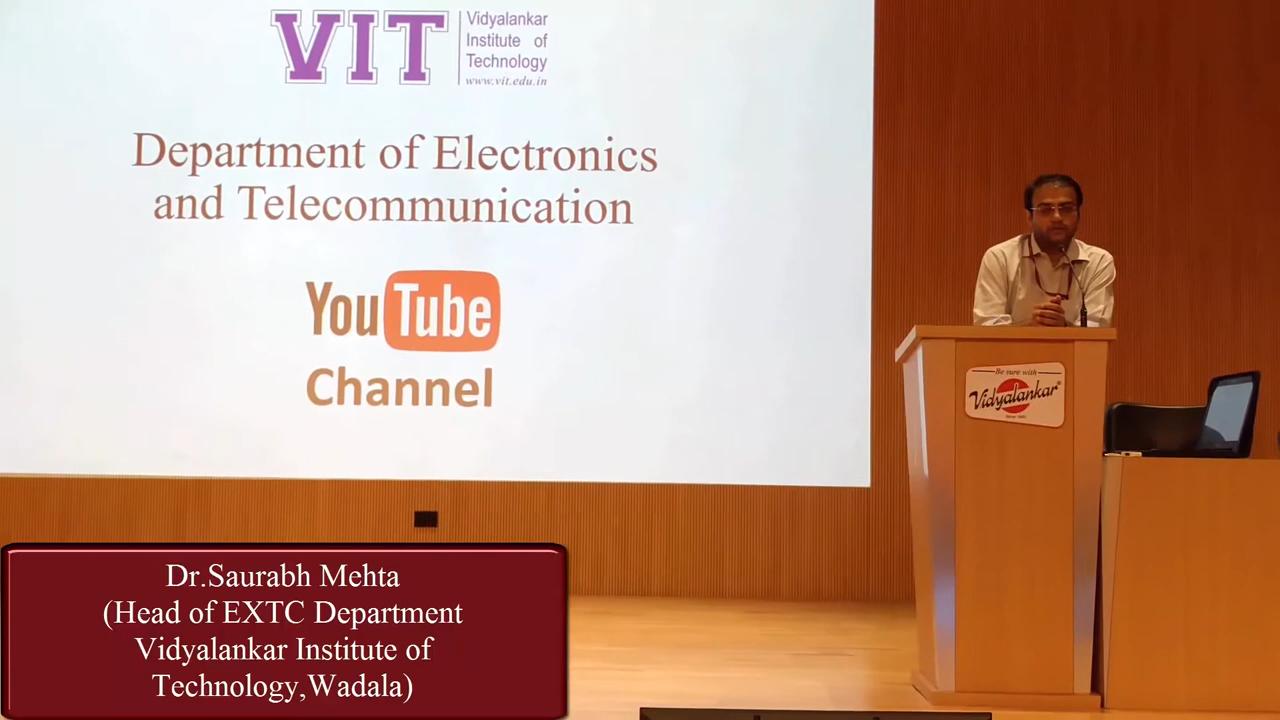 VIT
Vidyalankar
Institute of
Technology
www.vit.edu.in
Department of Electronics
and Telecommunication
YouTube
Channel
Be sure with
Vidyalankar
Dr.Saurabh Mehta
(Head of EXTC Department
Vidyalankar Institute of
Technology,Wadala)